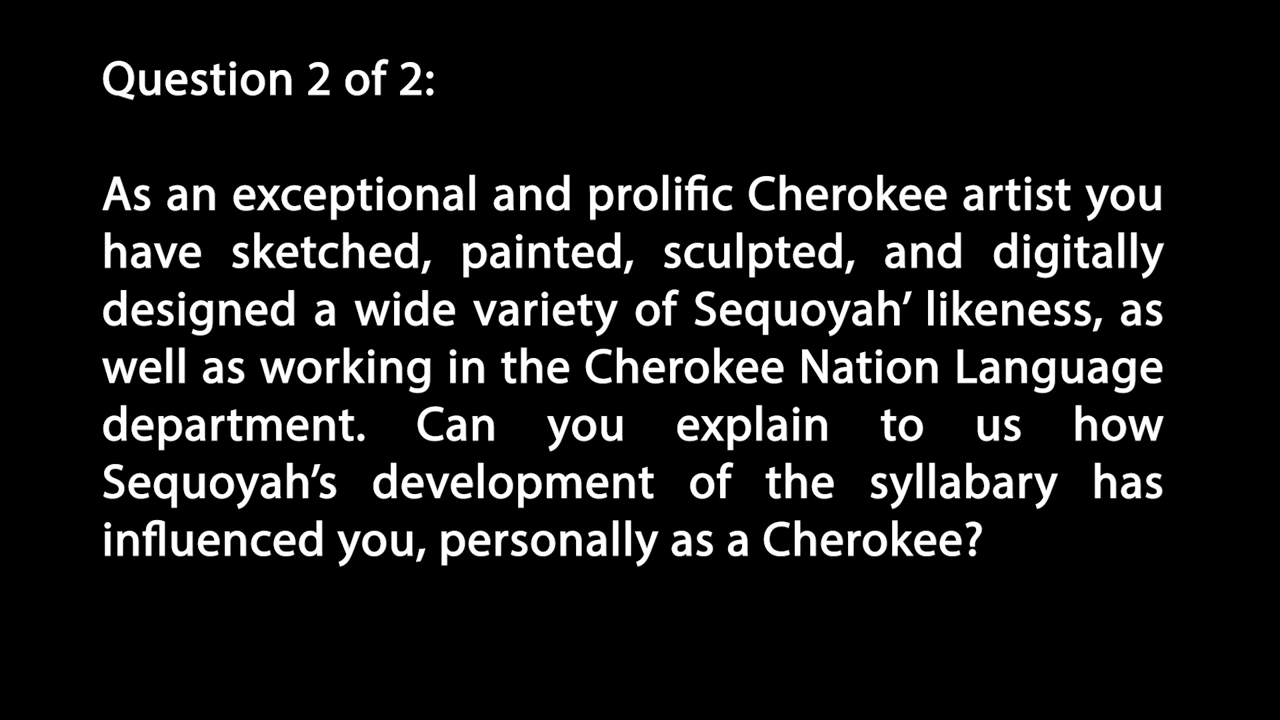 Question 2 of 2:
As an exceptional and prolific Cherokee artist you
have sketched, painted, sculpted, and digitally
designed a wide variety of Sequoyah’ likeness, as
well as working in the Cherokee Nation Language
department. Can you explain to us how
Sequoyah’s development of the syllabary has
influenced you, personally as a Cherokee?